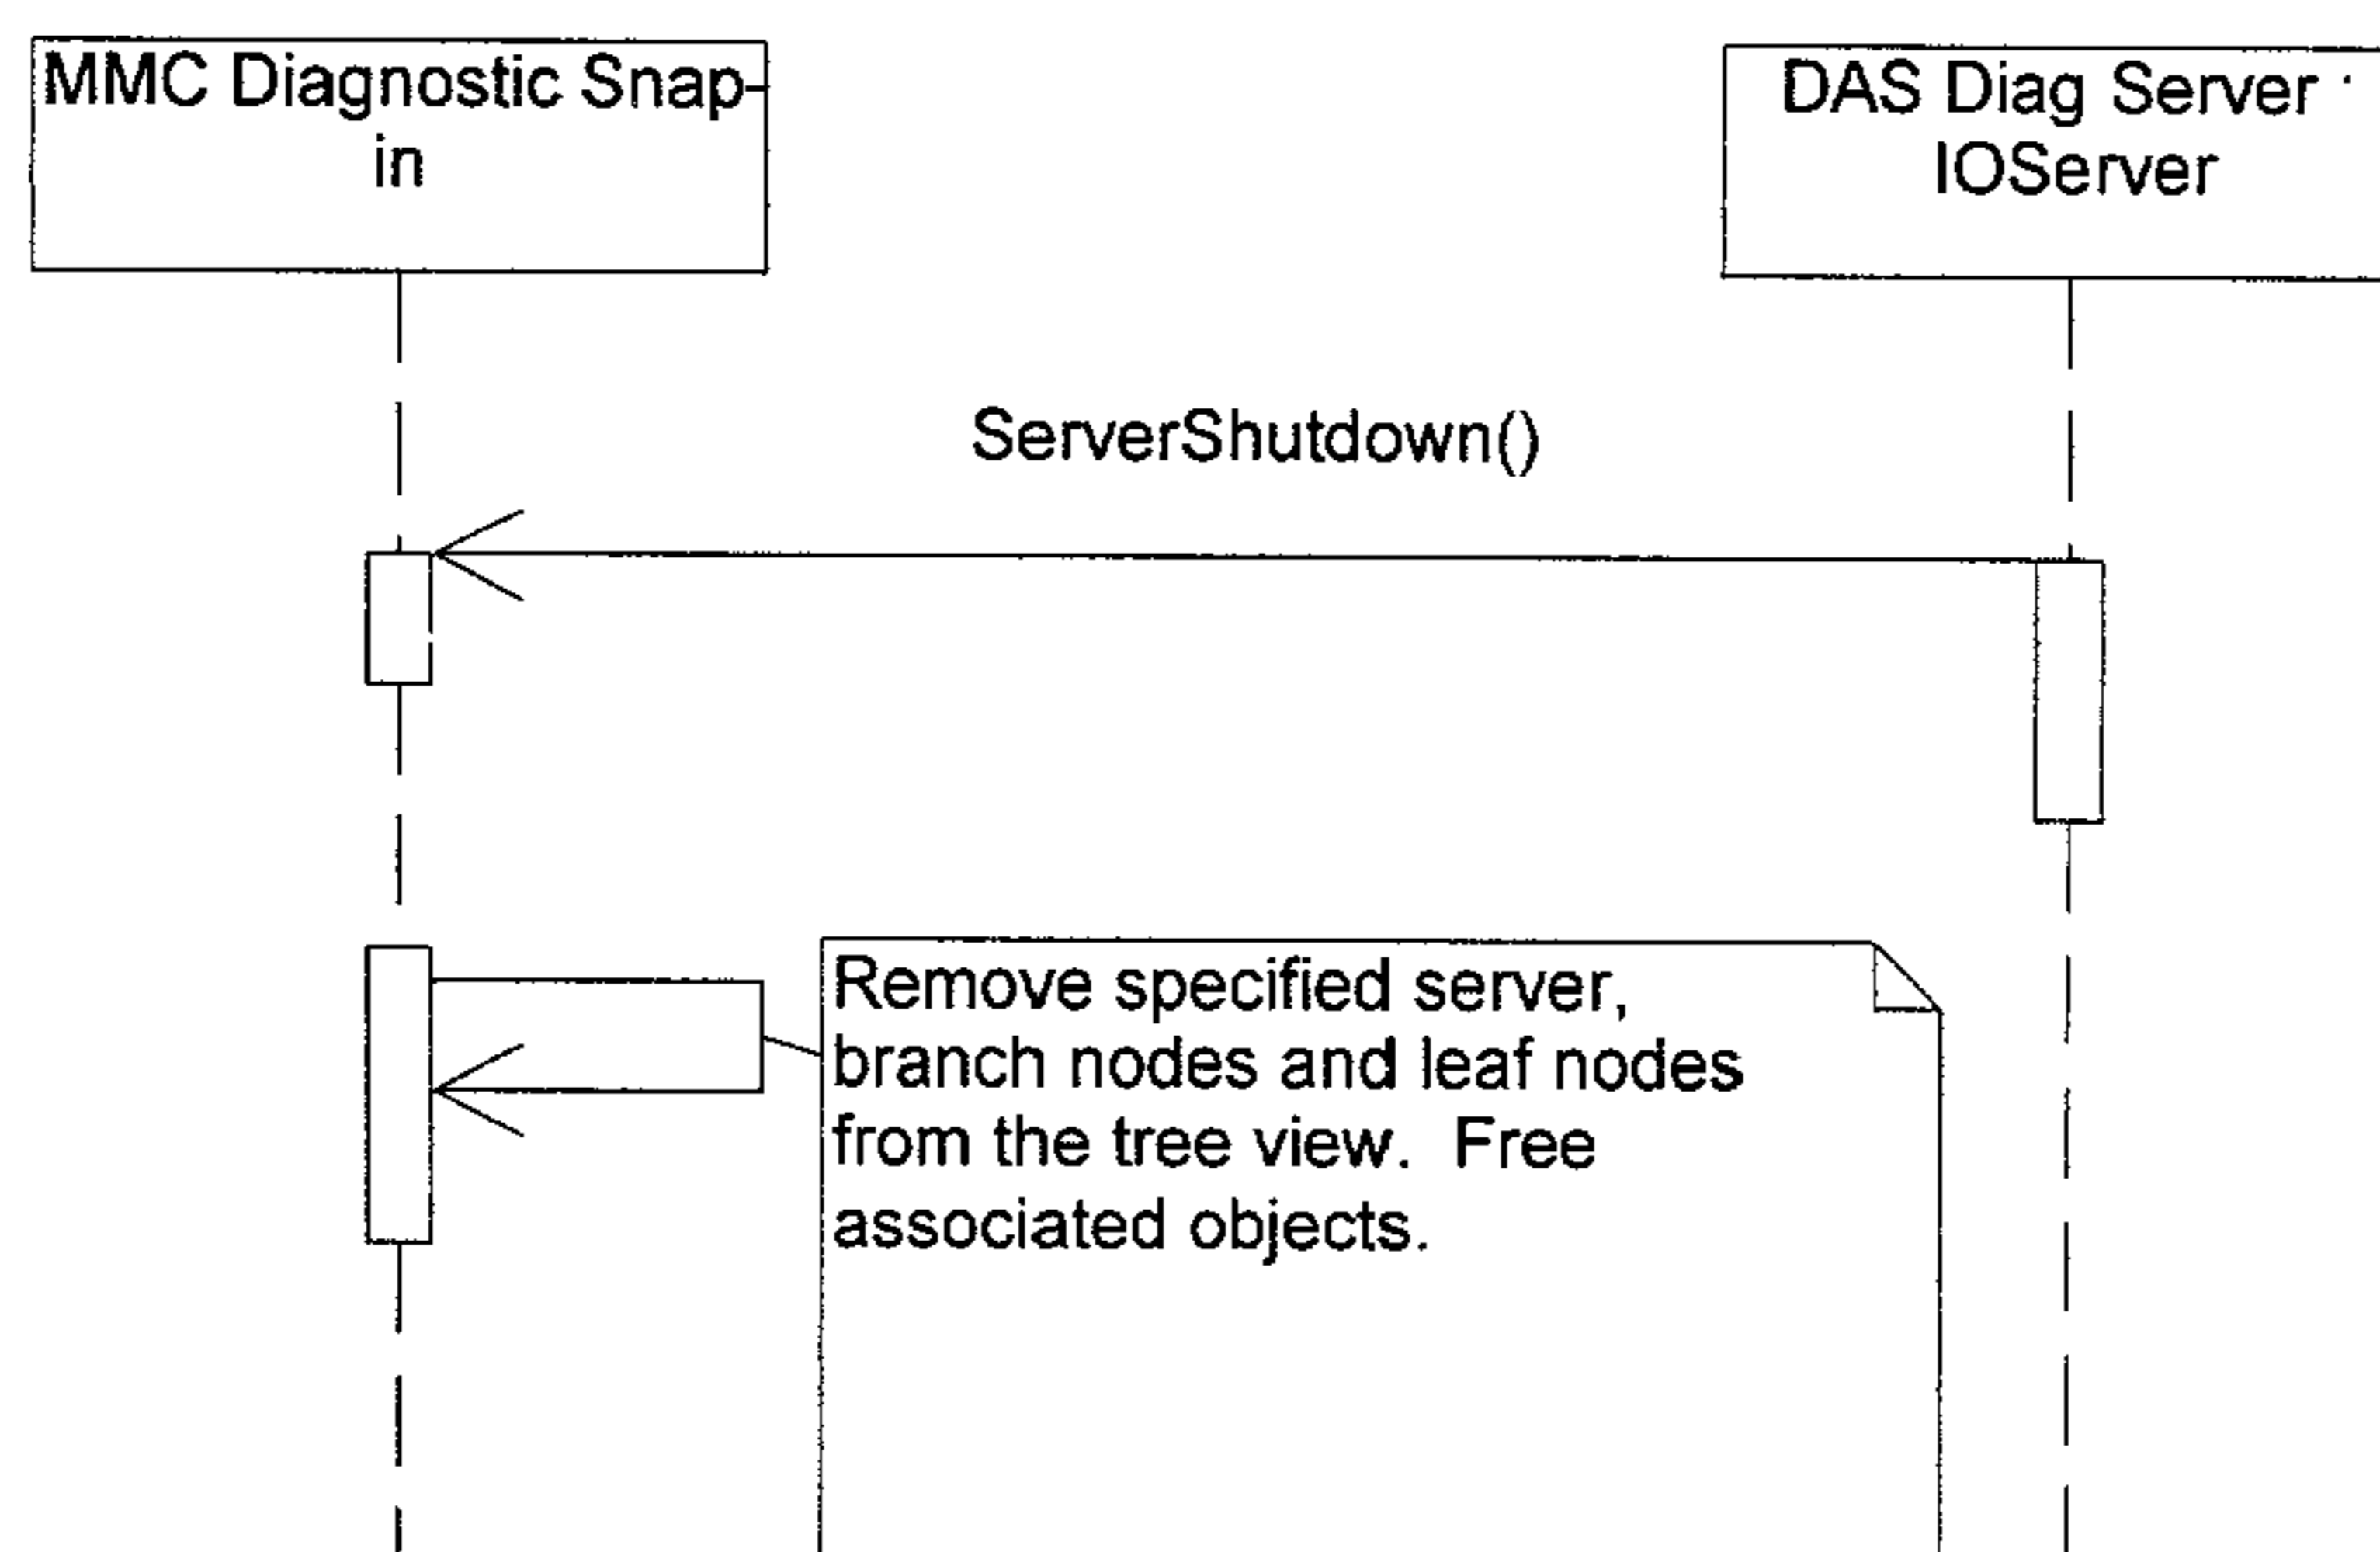 MMC Diagnostic Snap-
in
DAS Diag Server :
IOServer
ServerShutdown()
Remove specified server,
branch nodes and leaf nodes
from the tree view.  Free
associated objects.